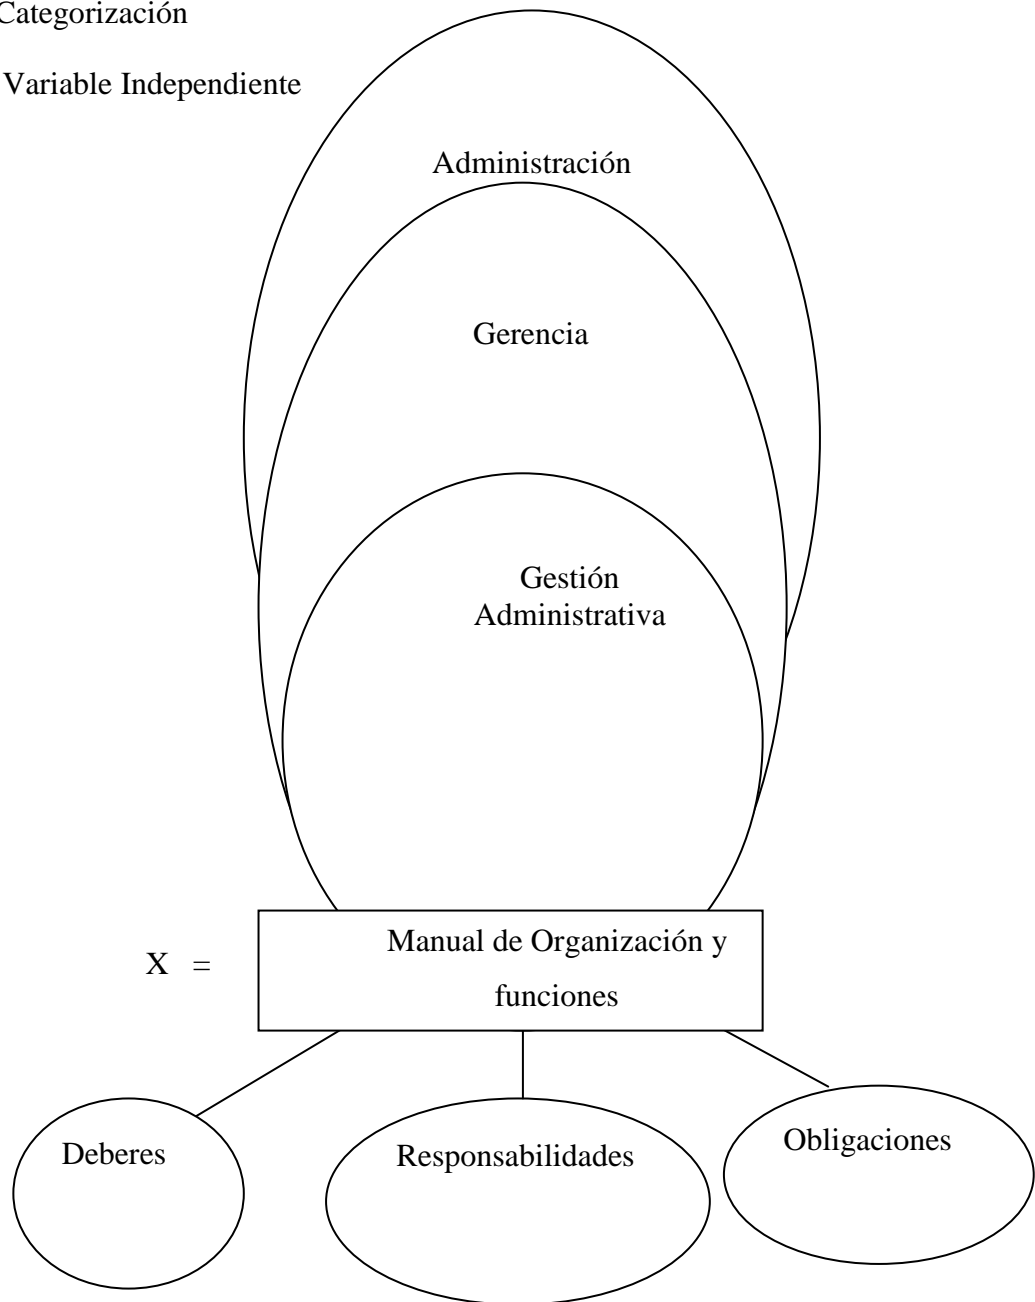 Categorización
Variable Independiente
Administración
Gerencia
Gestión
Administrativa
Manual de Organización y
X =
funciones
Deberes
Responsabilidades
Obligaciones